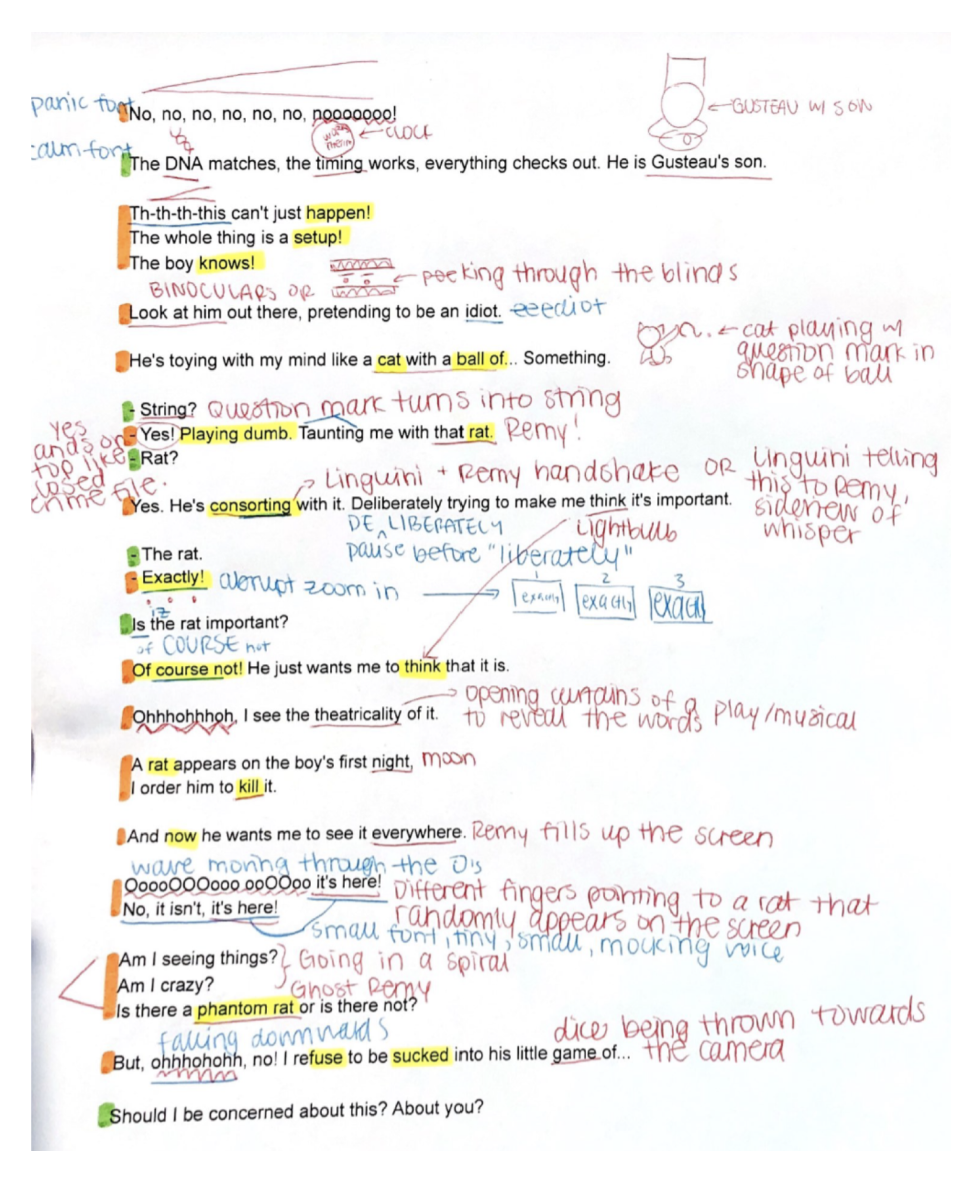 panic font No, no, no, no, no, no, nooooooo!
GUSTEAU W/ SON
CLOCK
calm font The DNA matches, the timing works, everything checks out. He is Gusteau's son.
Th-th-th-this can't just happen!
The whole thing is a setup!
The boy knows!
BINOCULARS OR
peeking through the blinds
Look at him out there, pretending to be an idiot. eeediot
He's toying with my mind like a cat with a ball of... Something.
cat playing w/
question mark in
shape of ball
- String? Question mark turns into string
- Yes! Playing dumb. Taunting me with that rat. Remy!
- Rat?
yes
ands on
top like
closed
crime file.
Linguini + Remy handshake OR Linguini telling
this to Remy,
sideview of
whisper
Yes. He's consorting with it. Deliberately trying to make me think it's important.
DE^LIBERATELY
Lightbulb
pause before "liberately"
- The rat.
- Exactly! abrupt zoom in
1 2 3
exactly exactly exactly
iz
Is the rat important?
of COURSE not
Of course not! He just wants me to think that it is.
Ohhhohhhoh, I see the theatricality of it.
opening curtains of a play/musical
to reveal the words
A rat appears on the boy's first night, moon
I order him to kill it.
And now he wants me to see it everywhere. Remy fills up the screen
wave moving through the O's
OoooOOOooo ooOOoo it's here!
No, it isn't, it's here!
Different fingers pointing to a rat that
randomly appears on the screen
small font, tiny, small, mocking voice
Am I seeing things? Going in a spiral
Am I crazy?
Ghost Remy
Is there a phantom rat or is there not?
falling downwards
dice being thrown towards
the camera
But, ohhhohohh, no! I refuse to be sucked into his little game of...
Should I be concerned about this? About you?